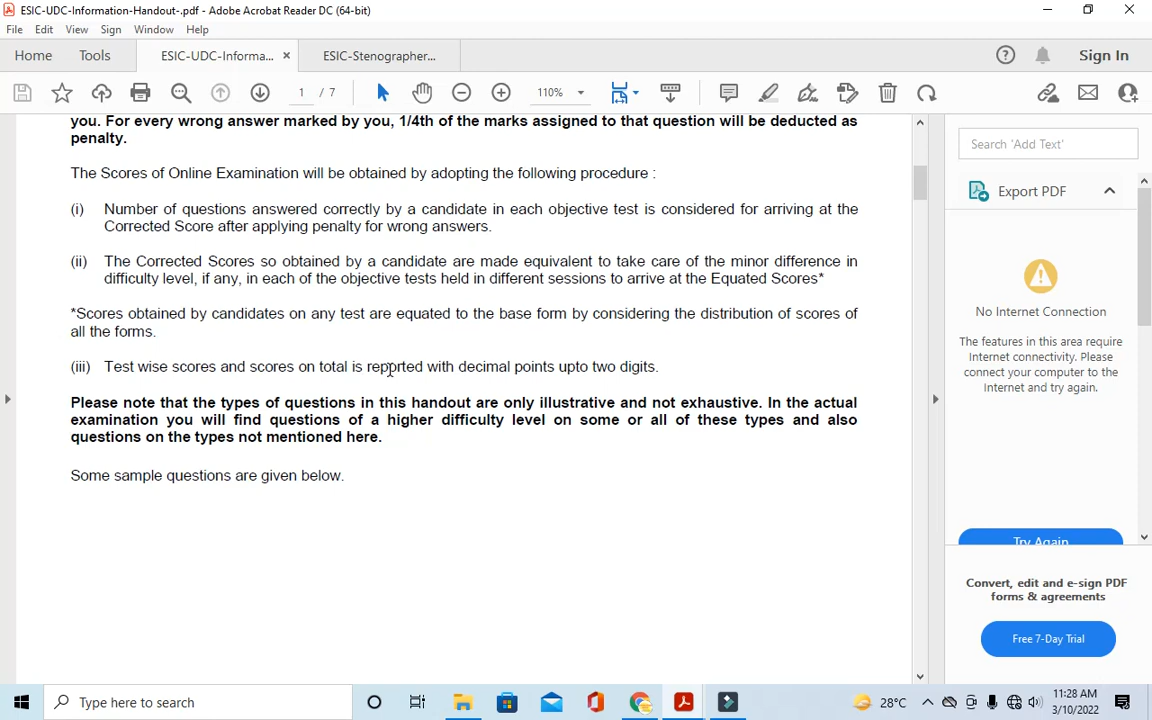 ESIC-UDC-Information-Handout-.pdf - Adobe Acrobat Reader DC (64-bit)
File Edit View Sign Window Help
Home Tools ESIC-UDC-Informa... ESIC-Stenographer... Sign In
1 / 7 110%
you. For every wrong answer marked by you, 1/4th of the marks assigned to that question will be deducted as
penalty.
The Scores of Online Examination will be obtained by adopting the following procedure :
(i) Number of questions answered correctly by a candidate in each objective test is considered for arriving at the
Corrected Score after applying penalty for wrong answers.
(ii) The Corrected Scores so obtained by a candidate are made equivalent to take care of the minor difference in
difficulty level, if any, in each of the objective tests held in different sessions to arrive at the Equated Scores*
*Scores obtained by candidates on any test are equated to the base form by considering the distribution of scores of
all the forms.
(iii) Test wise scores and scores on total is reported with decimal points upto two digits.
Please note that the types of questions in this handout are only illustrative and not exhaustive. In the actual
examination you will find questions of a higher difficulty level on some or all of these types and also
questions on the types not mentioned here.
Some sample questions are given below.
Search 'Add Text'
Export PDF
No Internet Connection
The features in this area require
Internet connectivity. Please
connect your computer to the
Internet and try again.
Try Again
Convert, edit and e-sign PDF
forms & agreements
Free 7-Day Trial
Type here to search
28°C
11:28 AM
3/10/2022